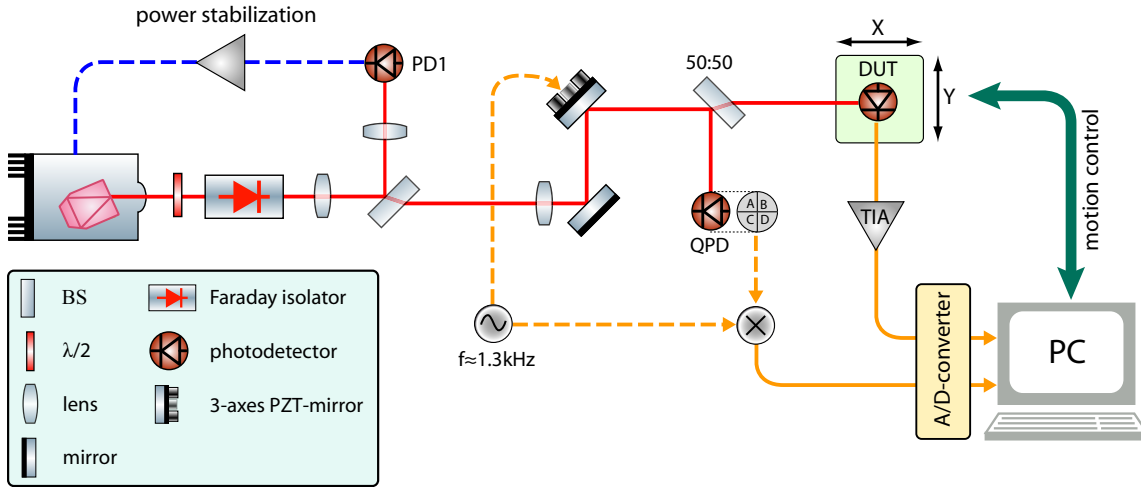 power stabilization
PD1
50:50
X
DUT
Y
motion control
A B
C D
QPD
TIA
f≈1.3kHz
A/D-converter
PC
BS
Faraday isolator
λ/2
photodetector
lens
3-axes PZT-mirror
mirror